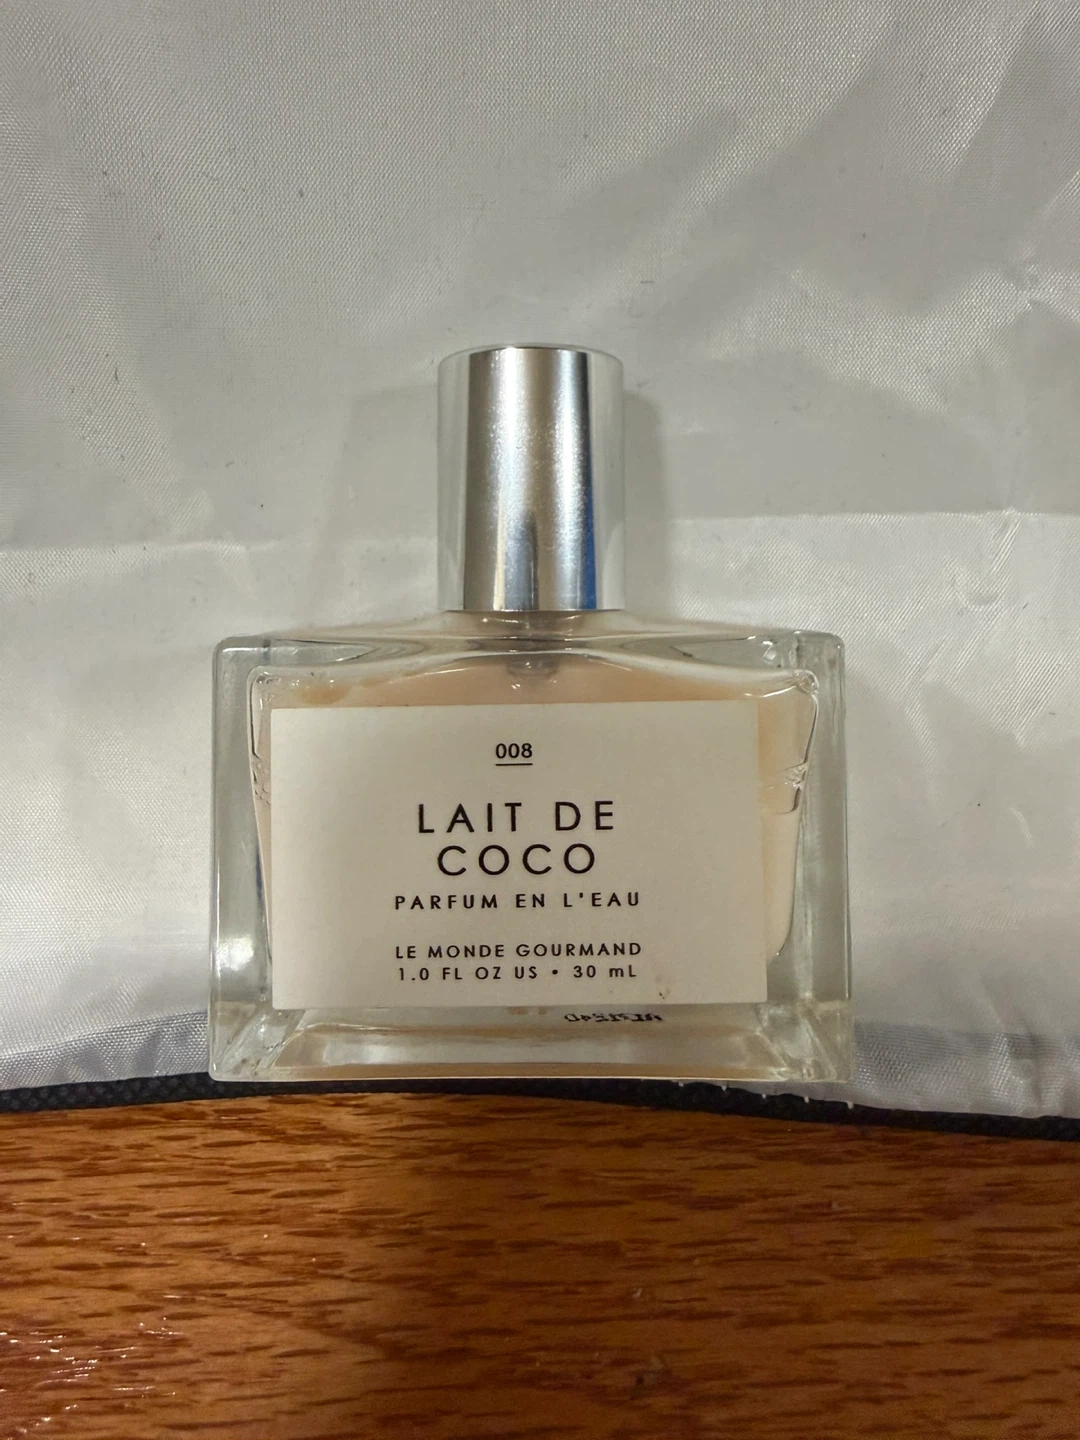 008
LAIT DE
COCO
PARFUM EN L'EAU
LE MONDE GOURMAND
1.0 FL OZ US • 30 mL